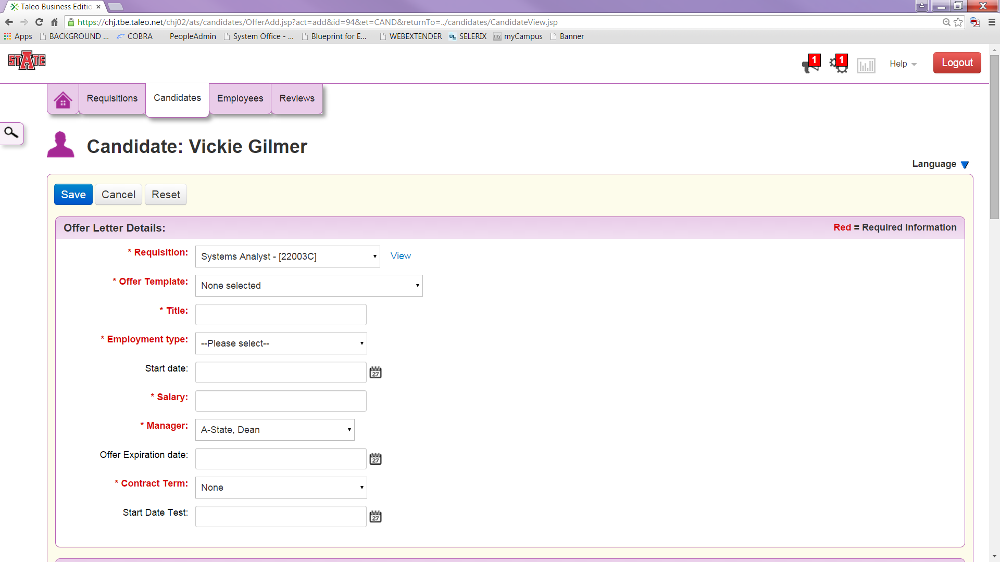 Taleo Business Editio
https://chj.tbe.taleo.net/chj02/ats/candidates/OfferAdd.jsp?act=add&id=94&et=CAND&returnTo=../candidates/CandidateView.jsp
Apps BACKGROUND ... COBRA PeopleAdmin System Office - ... Blueprint for E... WEBEXTENDER UL SELERIX my myCampus Banner
STATE
1 1 Help Logout
Requisitions Candidates Employees Reviews
Candidate: Vickie Gilmer
Language
Save Cancel Reset
Offer Letter Details: Red = Required Information
* Requisition: Systems Analyst - [22003C] View
* Offer Template: None selected
* Title:
* Employment type: --Please select--
Start date: 27
* Salary:
* Manager: A-State, Dean
Offer Expiration date: 27
* Contract Term: None
Start Date Test: 27